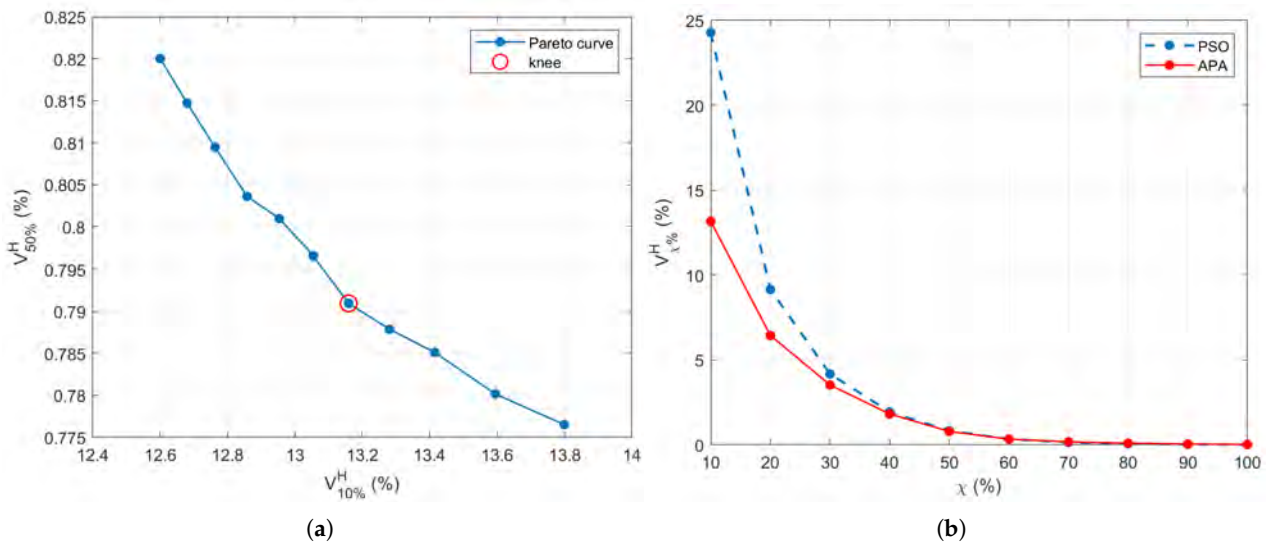 0.825
0.82
0.815
0.81
0.805
0.8
0.795
0.79
0.785
0.78
0.775
V^H_50% (%)
12.4 12.6 12.8 13 13.2 13.4 13.6 13.8 14
V^H_10% (%)
Pareto curve
knee
(a)
25
20
15
10
5
0
V^H_χ% (%)
10 20 30 40 50 60 70 80 90 100
χ (%)
PSO
APA
(b)